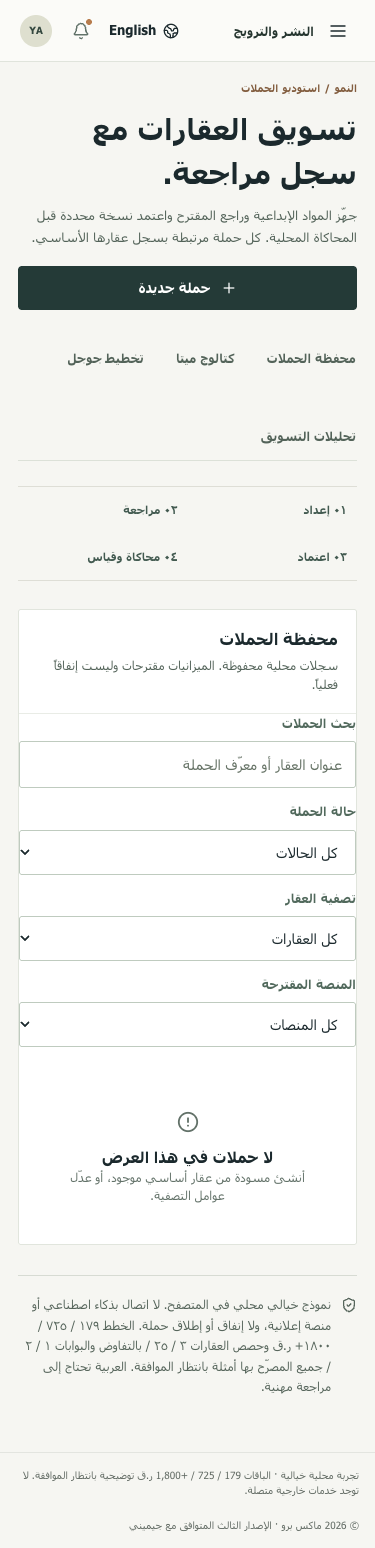 النشر والترويج
English
YA
النمو / استوديو الحملات
تسويق العقارات مع
سجل مراجعة.
جهّز المواد الإبداعية وراجع المقترح واعتمد نسخة محددة قبل
المحاكاة المحلية. كل حملة مرتبطة بسجل عقارها الأساسي.
حملة جديدة
محفظة الحملات
كتالوج ميتا
تخطيط جوجل
تحليلات التسويق
٠١ إعداد
٠٢ مراجعة
٠٣ اعتماد
٠٤ محاكاة وقياس
محفظة الحملات
سجلات محلية محفوظة. الميزانيات مقترحات وليست إنفاقاً
فعلياً.
بحث الحملات
عنوان العقار أو معرّف الحملة
حالة الحملة
كل الحالات
تصفية العقار
كل العقارات
المنصة المقترحة
كل المنصات
لا حملات في هذا العرض
أنشئ مسودة من عقار أساسي موجود، أو عدّل
عوامل التصفية.
نموذج خيالي محلي في المتصفح. لا اتصال بذكاء اصطناعي أو
منصة إعلانية، ولا إنفاق أو إطلاق حملة. الخطط ١٧٩ / ٧٢٥ /
١٨٠٠+ ر.ق وحصص العقارات ٣ / ٢٥ / بالتفاوض والبوابات ١ / ٢
/ جميع المصرّح بها أمثلة بانتظار الموافقة. العربية تحتاج إلى
مراجعة مهنية.
تجربة محلية خيالية · الباقات 179 / 725 / +1,800 ر.ق توضيحية بانتظار الموافقة. لا
توجد خدمات خارجية متصلة.
© 2026 ماكس برو · الإصدار الثالث المتوافق مع جيميني